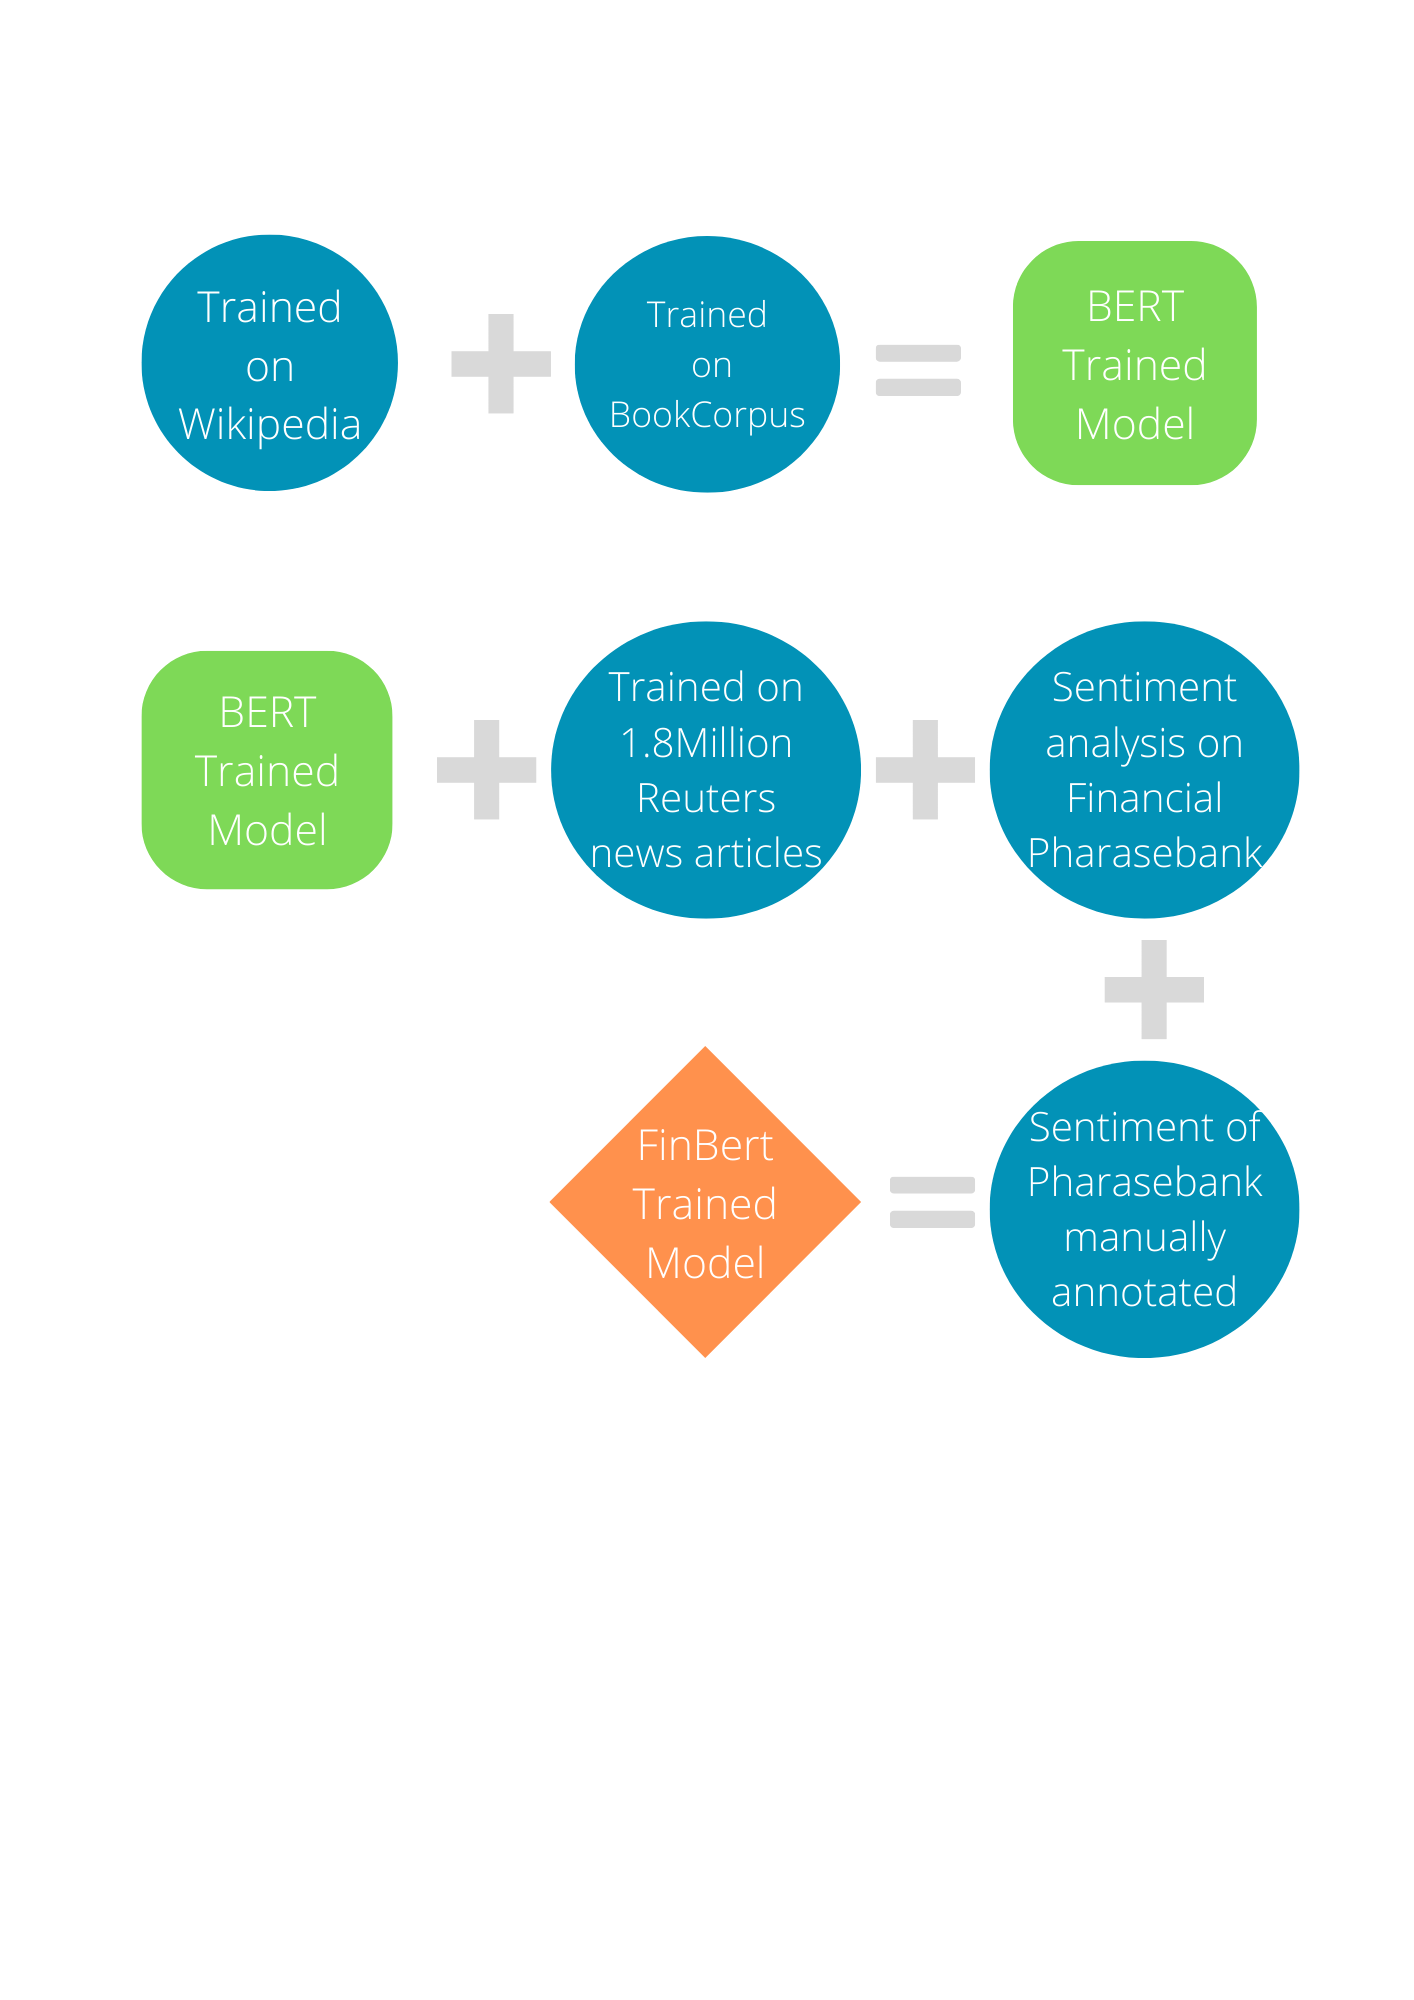 Trained
on
Wikipedia
Trained
on
BookCorpus
BERT
Trained
Model
BERT
Trained
Model
Trained on
1.8Million
Reuters
news articles
Sentiment
analysis on
Financial
Pharasebank
FinBert
Trained
Model
Sentiment of
Pharasebank
manually
annotated